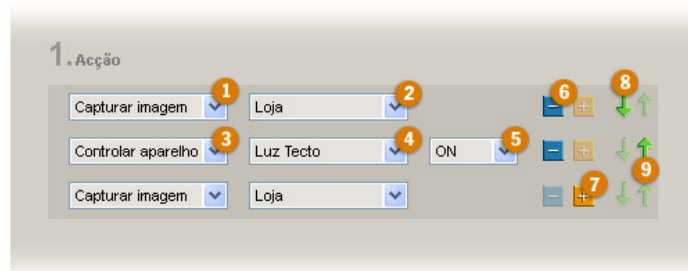 1. Acção
1 2 6 8
Capturar imagem Loja − +
3 4 5 9
Controlar aparelho Luz Tecto ON − +
7
Capturar imagem Loja − +